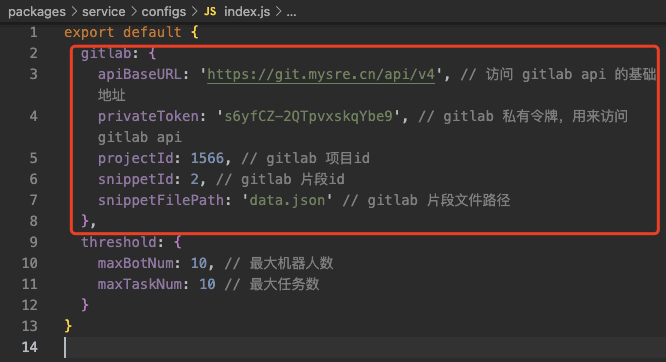 packages > service > configs > JS index.js > ...
1 export default {
2 gitlab: {
3 apiBaseURL: 'https://git.mysre.cn/api/v4', // 访问 gitlab api 的基础
地址
4 privateToken: 's6yfCZ-2QTpvxskqYbe9', // gitlab 私有令牌，用来访问
gitlab api
5 projectId: 1566, // gitlab 项目id
6 snippetId: 2, // gitlab 片段id
7 snippetFilePath: 'data.json' // gitlab 片段文件路径
8 },
9 threshold: {
10 maxBotNum: 10, // 最大机器人数
11 maxTaskNum: 10 // 最大任务数
12 }
13 }
14